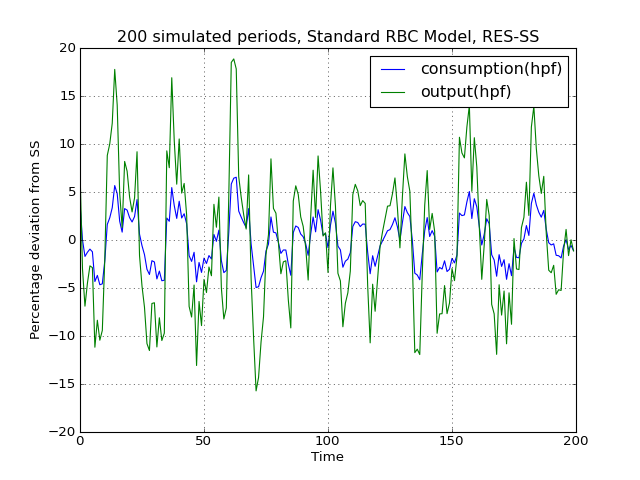 200 simulated periods, Standard RBC Model, RES-SS
consumption(hpf)
output(hpf)
Percentage deviation from SS
20
15
10
5
0
−5
−10
−15
−20
0
50
100
150
200
Time